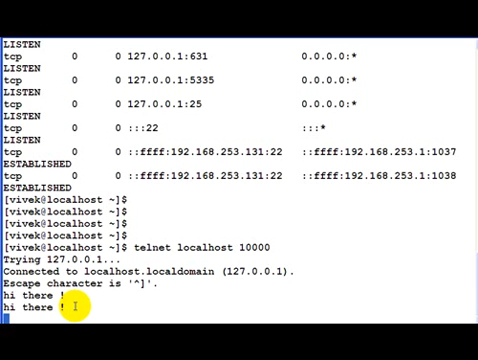 LISTEN
tcp 0 0 127.0.0.1:631 0.0.0.0:*
LISTEN
tcp 0 0 127.0.0.1:5335 0.0.0.0:*
LISTEN
tcp 0 0 127.0.0.1:25 0.0.0.0:*
LISTEN
tcp 0 0 :::22 :::*
LISTEN
tcp 0 0 ::ffff:192.168.253.131:22 ::ffff:192.168.253.1:1037
ESTABLISHED
tcp 0 0 ::ffff:192.168.253.131:22 ::ffff:192.168.253.1:1038
ESTABLISHED
[vivek@localhost ~]$
[vivek@localhost ~]$
[vivek@localhost ~]$
[vivek@localhost ~]$
[vivek@localhost ~]$ telnet localhost 10000
Trying 127.0.0.1...
Connected to localhost.localdomain (127.0.0.1).
Escape character is '^]'.
hi there !
hi there !